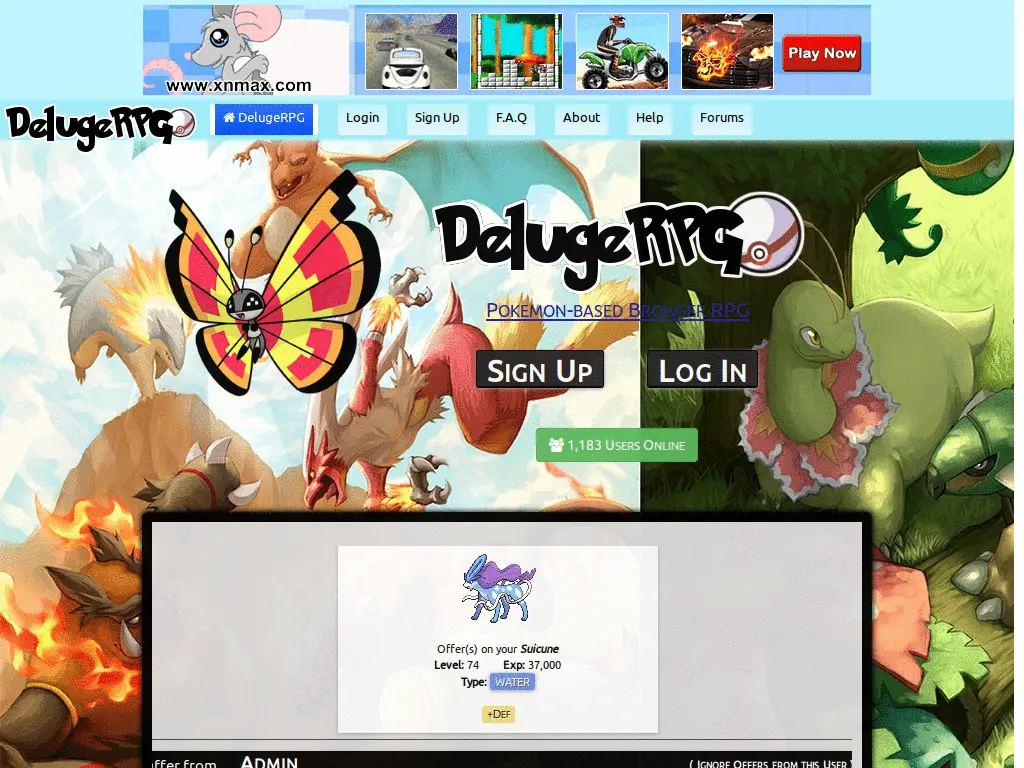 www.xnmax.com
Play Now
DelugeRPG
DelugeRPG
Login
Sign Up
F.A.Q
About
Help
Forums
DelugeRPG
Pokemon-based Browser RPG
Sign Up
Log In
1,183 Users Online
Offer(s) on your Suicune
Level: 74 Exp: 37,000
Type: WATER
+Def
ffer from Admin ( Ignore Offers from this User )